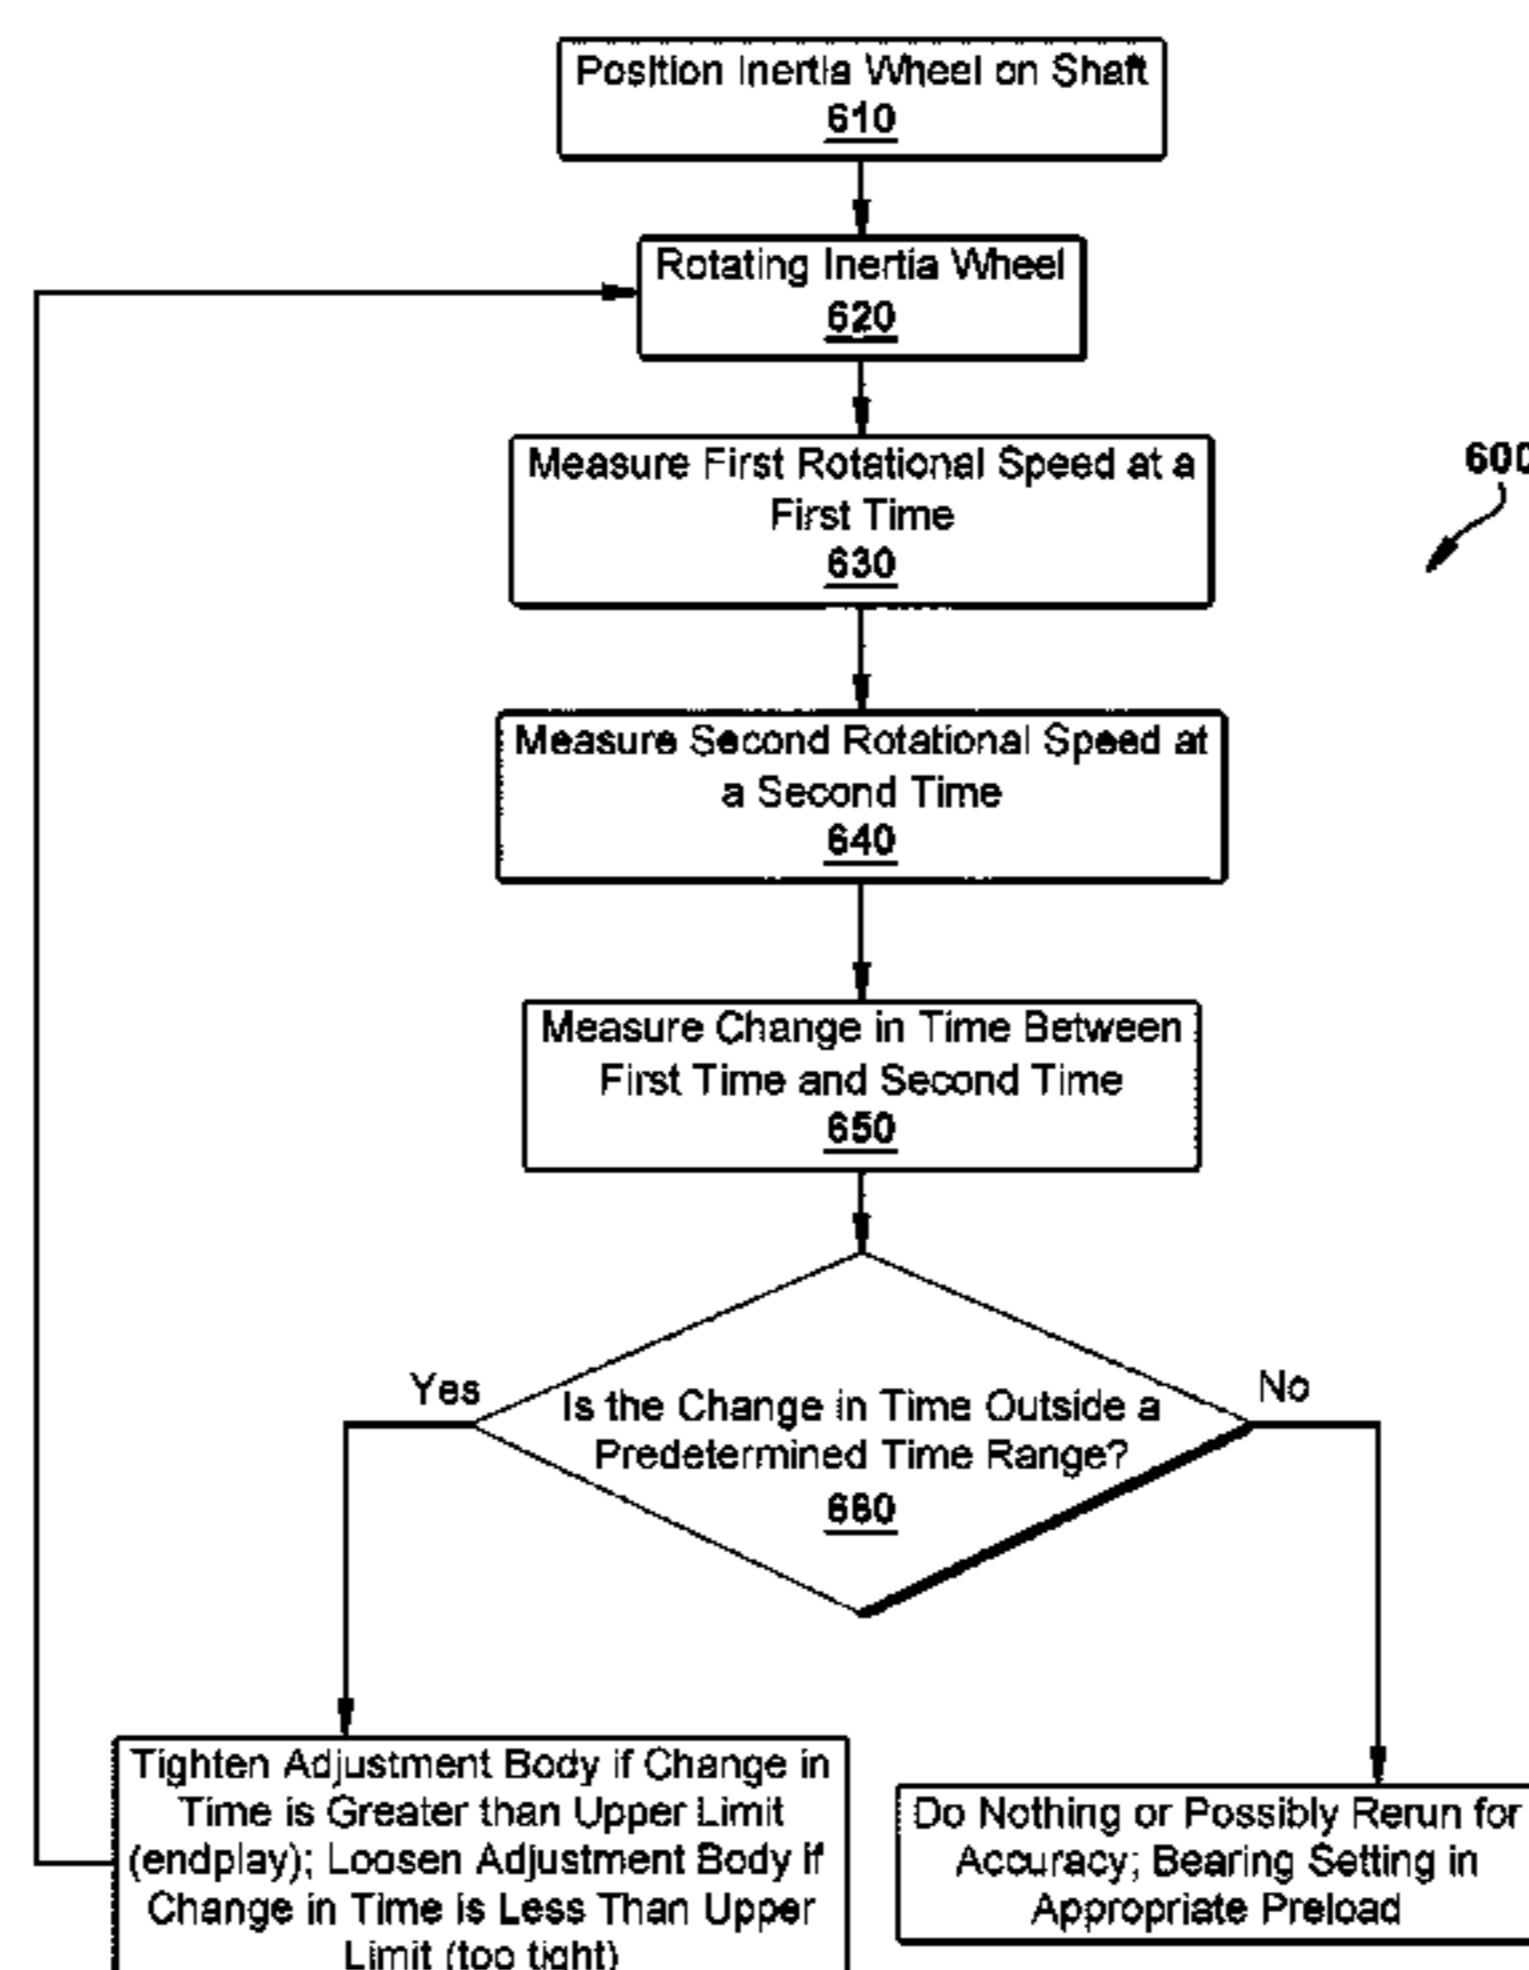 Position Inertia Wheel on Shaft
610
Rotating Inertia Wheel
620
Measure First Rotational Speed at a
First Time
630
600
Measure Second Rotational Speed at
a Second Time
640
Measure Change in Time Between
First Time and Second Time
650
Yes
No
Is the Change in Time Outside a
Predetermined Time Range?
660
Tighten Adjustment Body if Change in
Time is Greater than Upper Limit
(endplay); Loosen Adjustment Body if
Change in Time is Less Than Upper
Limit (too tight)
Do Nothing or Possibly Rerun for
Accuracy; Bearing Setting in
Appropriate Preload